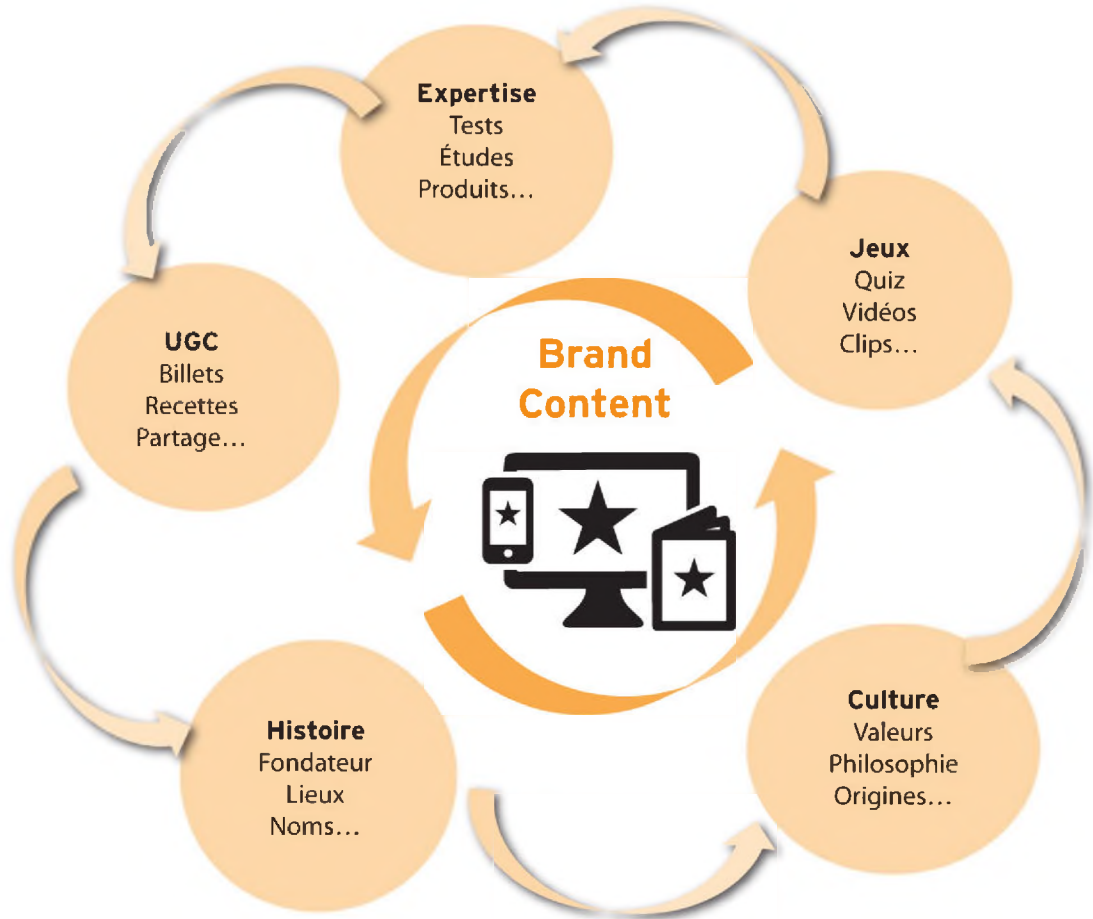 Expertise
Tests
Études
Produits…
Jeux
Quiz
Vidéos
Clips…
UGC
Billets
Recettes
Partage…
Brand
Content
Histoire
Fondateur
Lieux
Noms…
Culture
Valeurs
Philosophie
Origines…